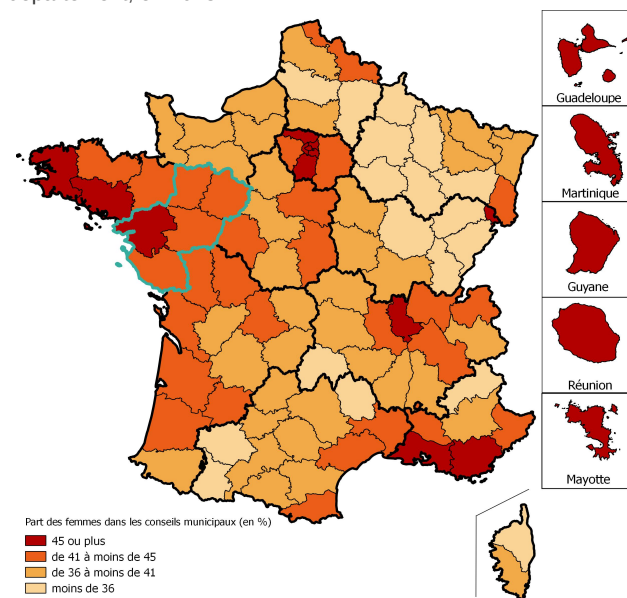 Guadeloupe
Martinique
Guyane
Réunion
Mayotte
Part des femmes dans les conseils municipaux (en %)
45 ou plus
de 41 à moins de 45
de 36 à moins de 41
moins de 36